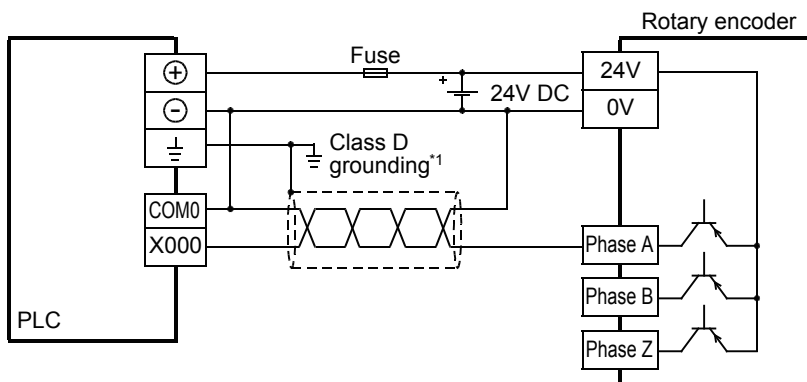 Rotary encoder
Fuse
+
24V
-
+
24V DC
0V
Class D
grounding*1
COM0
X000
Phase A
Phase B
Phase Z
PLC